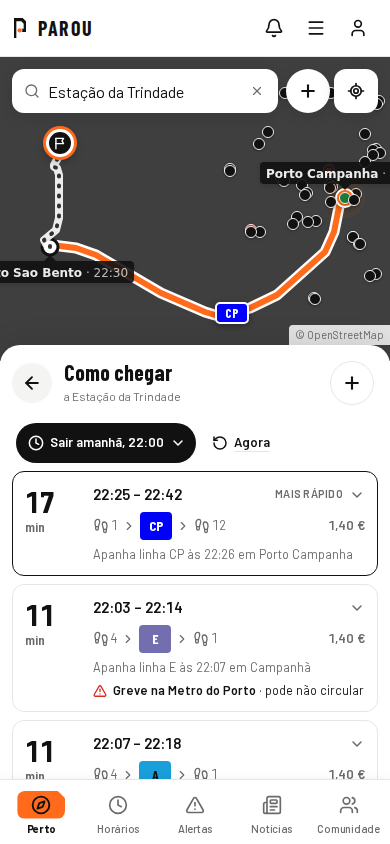 PAROU
Estação da Trindade
Porto Campanha ·
to Sao Bento · 22:30
CP
© OpenStreetMap
Como chegar
a Estação da Trindade
Sair amanhã, 22:00
Agora
17
min
22:25 – 22:42
MAIS RÁPIDO
1
CP
12
1,40 €
Apanha linha CP às 22:26 em Porto Campanha
11
min
22:03 – 22:14
4
E
1
1,40 €
Apanha linha E às 22:07 em Campanhã
Greve na Metro do Porto · pode não circular
11
min
22:07 – 22:18
4
A
1
1,40 €
Perto
Horários
Alertas
Notícias
Comunidade